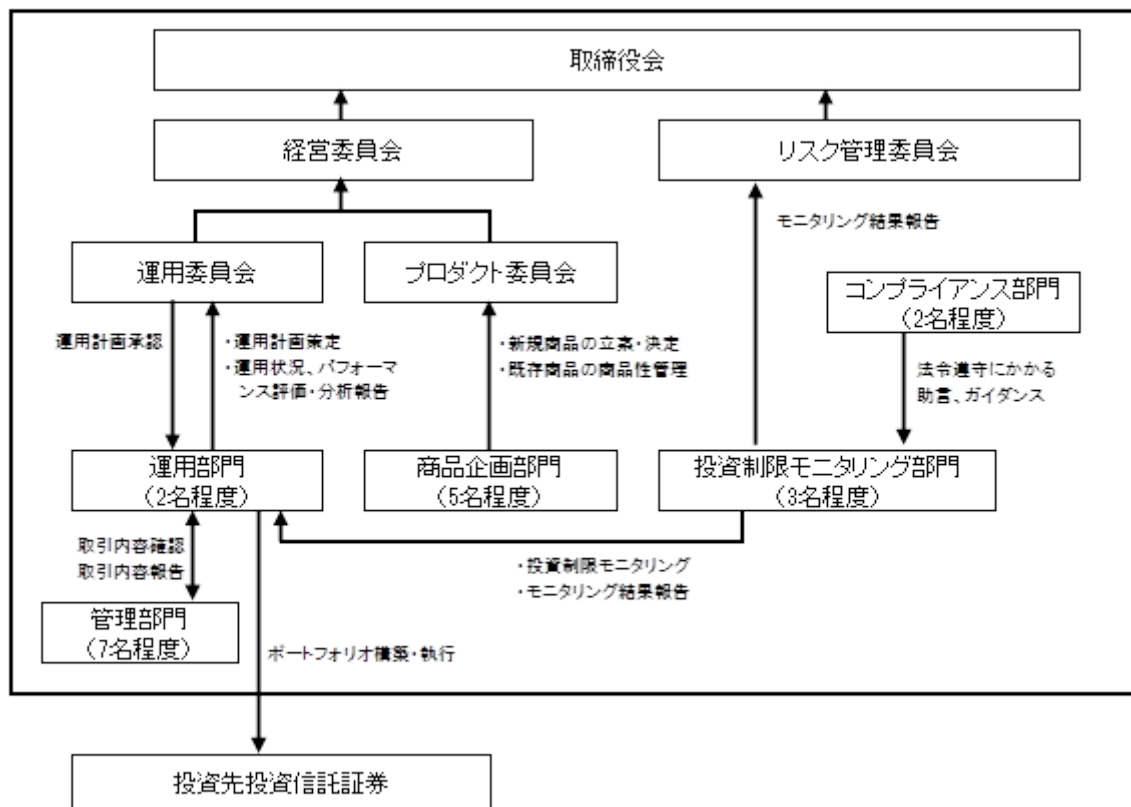 取締役会
経営委員会
リスク管理委員会
モニタリング結果報告
運用委員会
プロダクト委員会
コンプライアンス部門
(2名程度)
運用計画承認
・運用計画策定
・運用状況、パフォーマ
ンス評価・分析報告
・新規商品の立案・決定
・既存商品の商品性管理
法令遵守にかかる
助言、ガイダンス
運用部門
(2名程度)
商品企画部門
(5名程度)
投資制限モニタリング部門
(3名程度)
取引内容確認
取引内容報告
・投資制限モニタリング
・モニタリング結果報告
管理部門
(7名程度)
ポートフォリオ構築・執行
投資先投資信託証券